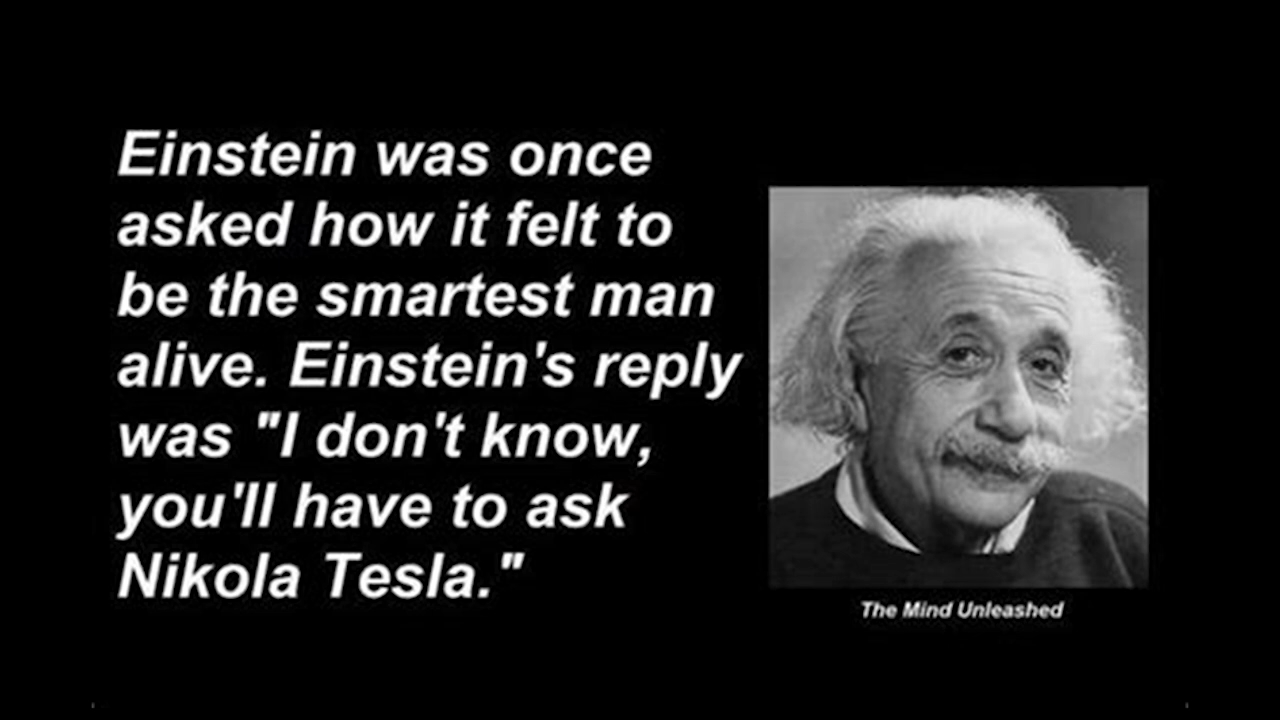 Einstein was once
asked how it felt to
be the smartest man
alive. Einstein's reply
was "I don't know,
you'll have to ask
Nikola Tesla."
The Mind Unleashed